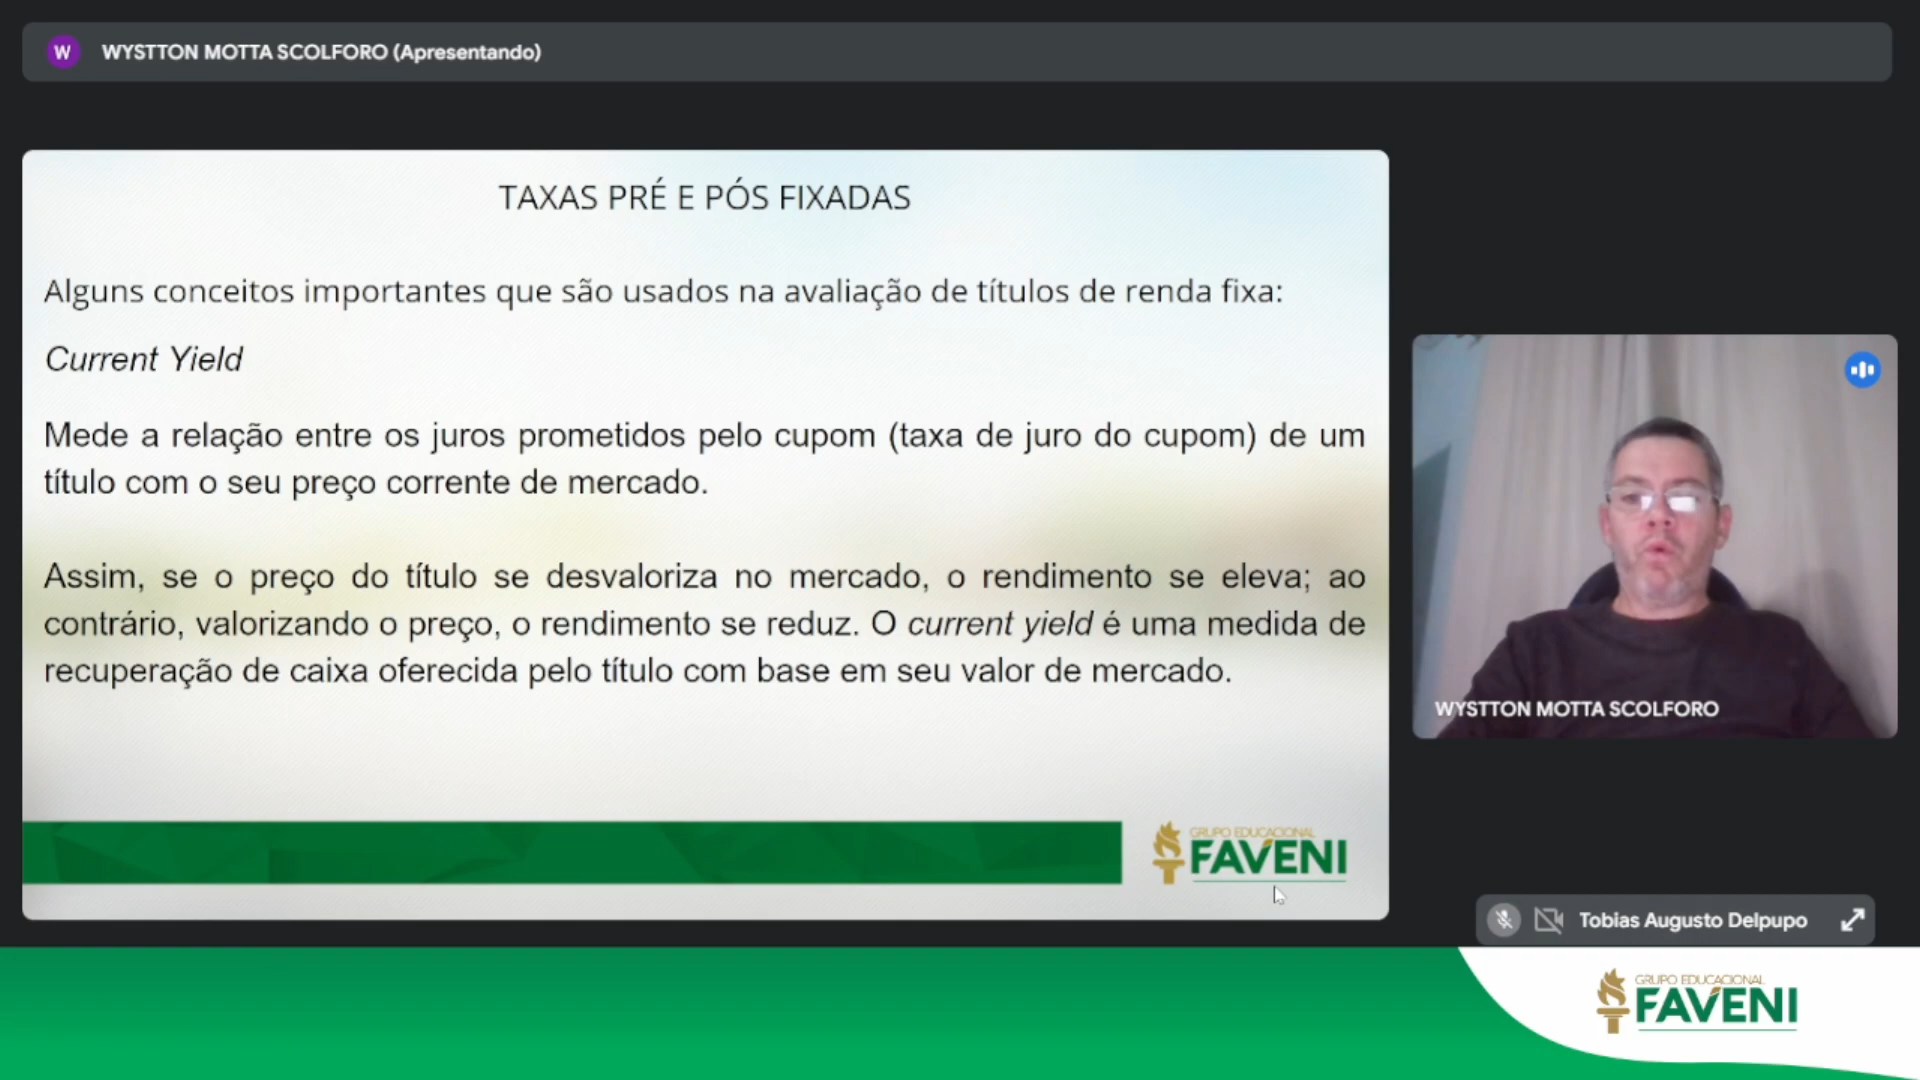 W WYSTTON MOTTA SCOLFORO (Apresentando)
TAXAS PRÉ E PÓS FIXADAS
Alguns conceitos importantes que são usados na avaliação de títulos de renda fixa:
Current Yield
Mede a relação entre os juros prometidos pelo cupom (taxa de juro do cupom) de um
título com o seu preço corrente de mercado.
Assim, se o preço do título se desvaloriza no mercado, o rendimento se eleva; ao
contrário, valorizando o preço, o rendimento se reduz. O current yield é uma medida de
recuperação de caixa oferecida pelo título com base em seu valor de mercado.
GRUPO EDUCACIONAL
FAVENI
WYSTTON MOTTA SCOLFORO
Tobias Augusto Delpupo
GRUPO EDUCACIONAL
FAVENI